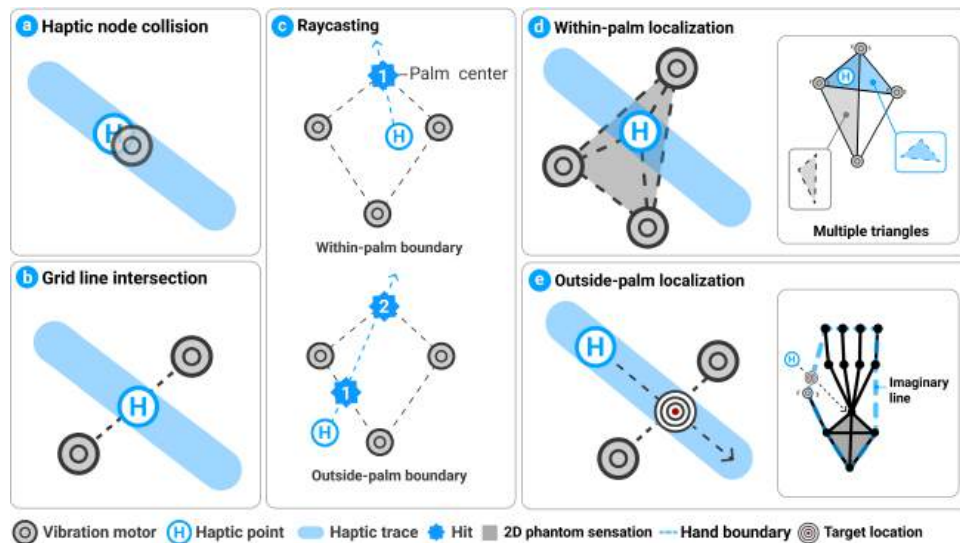 a Haptic node collision
H
b Grid line intersection
H
c Raycasting
1
Palm center
H
Within-palm boundary
2
1
H
Outside-palm boundary
d Within-palm localization
H
H
Multiple triangles
e Outside-palm localization
H
H
Imaginary
line
Vibration motor H Haptic point Haptic trace Hit 2D phantom sensation Hand boundary Target location